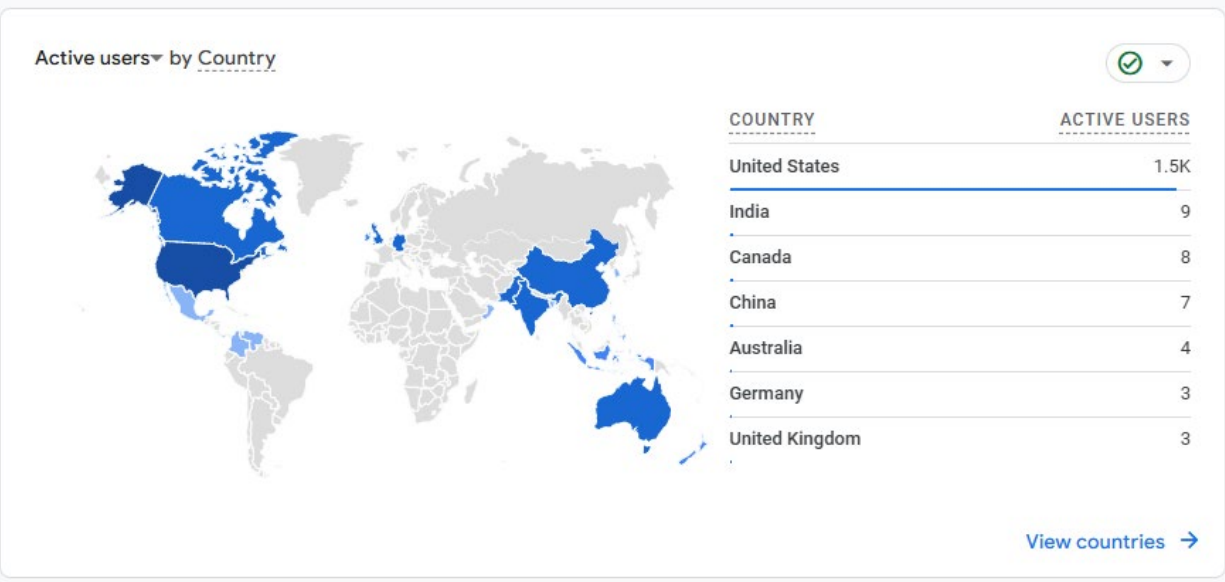 Active users by Country
COUNTRY ACTIVE USERS
United States 1.5K
India 9
Canada 8
China 7
Australia 4
Germany 3
United Kingdom 3
View countries